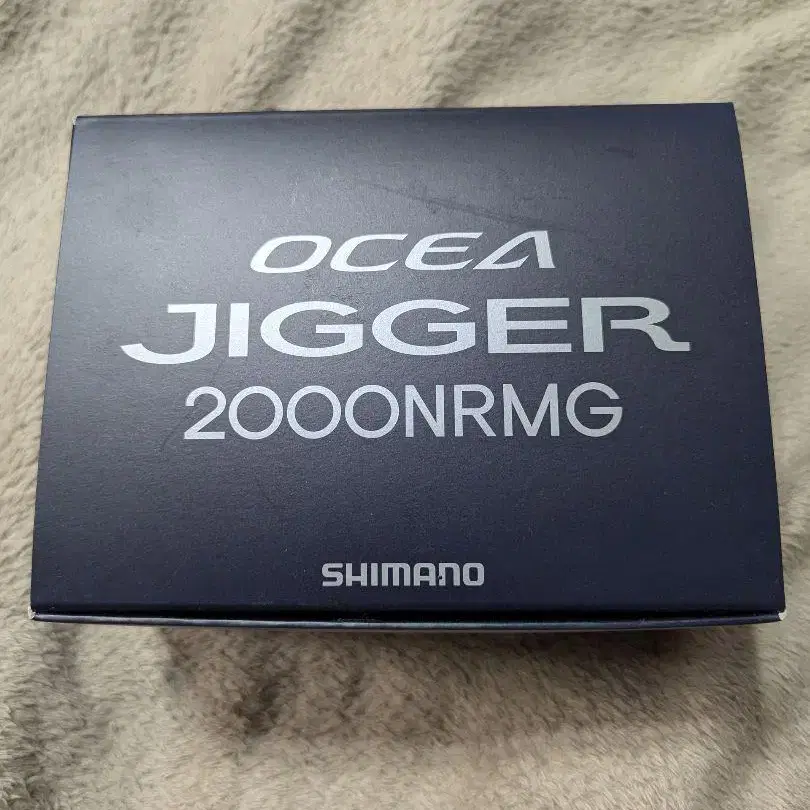 OCEA
JIGGER
2000NRMG
SHIMANO